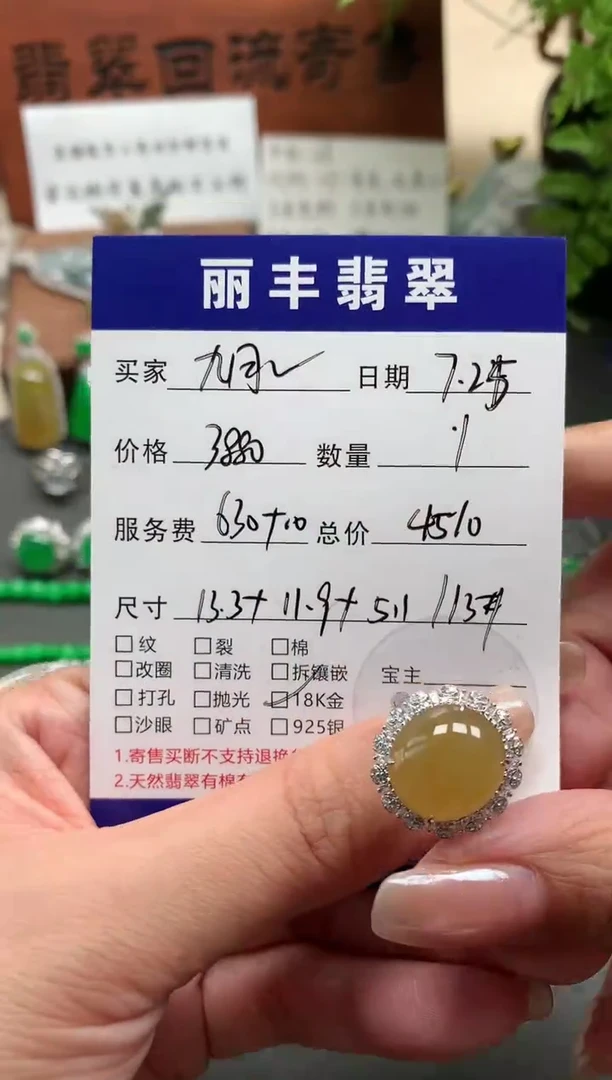 翡翠回流寄售
丽丰翡翠
买家 九月 日期 7.25
价格 3880 数量 1
服务费 630+10 总价 4510
尺寸 13.3+ 11.9+ 5.1 / 13#
□纹 □裂 □棉
□改圈 □清洗 □拆镶嵌 宝主
□打孔 □抛光 □18K金
□沙眼 □矿点 □925银
1.寄售买断不支持退换
2.天然翡翠有棉